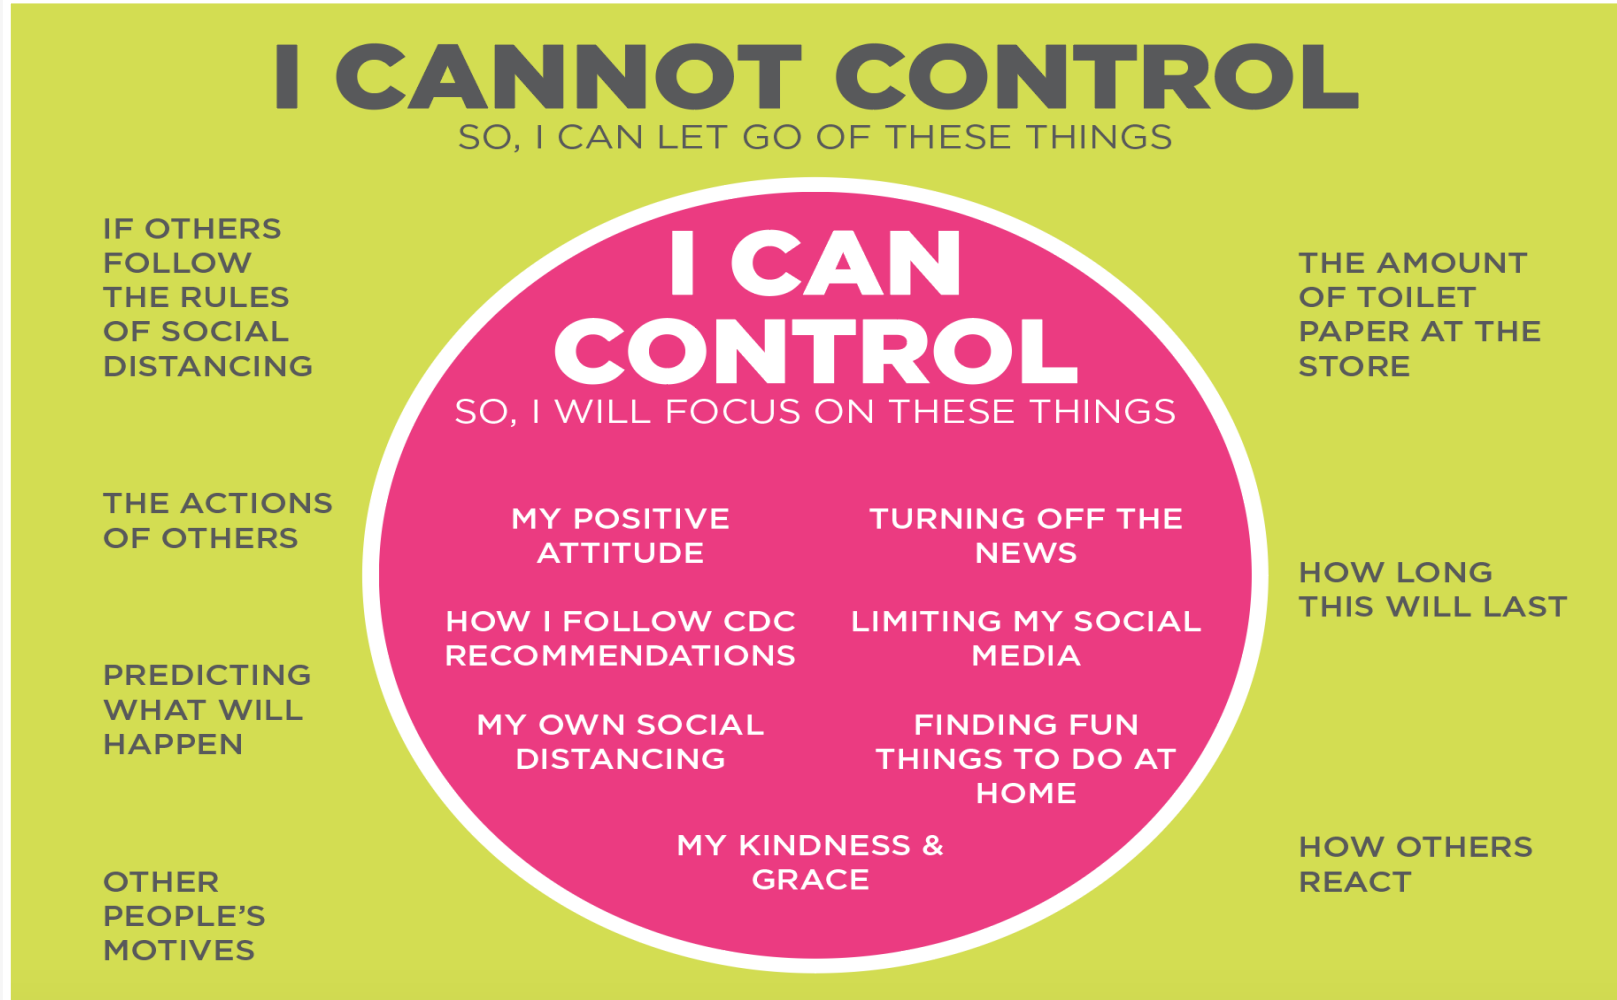 I CANNOT CONTROL
SO, I CAN LET GO OF THESE THINGS
IF OTHERS
FOLLOW
THE RULES
OF SOCIAL
DISTANCING
THE ACTIONS
OF OTHERS
PREDICTING
WHAT WILL
HAPPEN
OTHER
PEOPLE’S
MOTIVES
I CAN
CONTROL
SO, I WILL FOCUS ON THESE THINGS
MY POSITIVE
ATTITUDE
TURNING OFF THE
NEWS
HOW I FOLLOW CDC
RECOMMENDATIONS
LIMITING MY SOCIAL
MEDIA
MY OWN SOCIAL
DISTANCING
FINDING FUN
THINGS TO DO AT
HOME
MY KINDNESS &
GRACE
THE AMOUNT
OF TOILET
PAPER AT THE
STORE
HOW LONG
THIS WILL LAST
HOW OTHERS
REACT